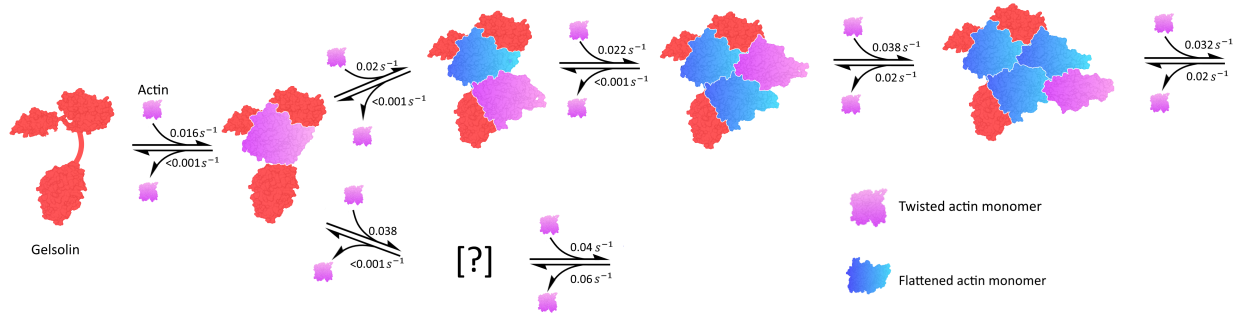 Actin
0.016 s⁻¹
<0.001 s⁻¹
Gelsolin
0.02 s⁻¹
<0.001 s⁻¹
0.022 s⁻¹
<0.001 s⁻¹
0.038 s⁻¹
0.02 s⁻¹
0.032 s⁻¹
0.02 s⁻¹
0.038
<0.001 s⁻¹
[?]
0.04 s⁻¹
0.06 s⁻¹
Twisted actin monomer
Flattened actin monomer